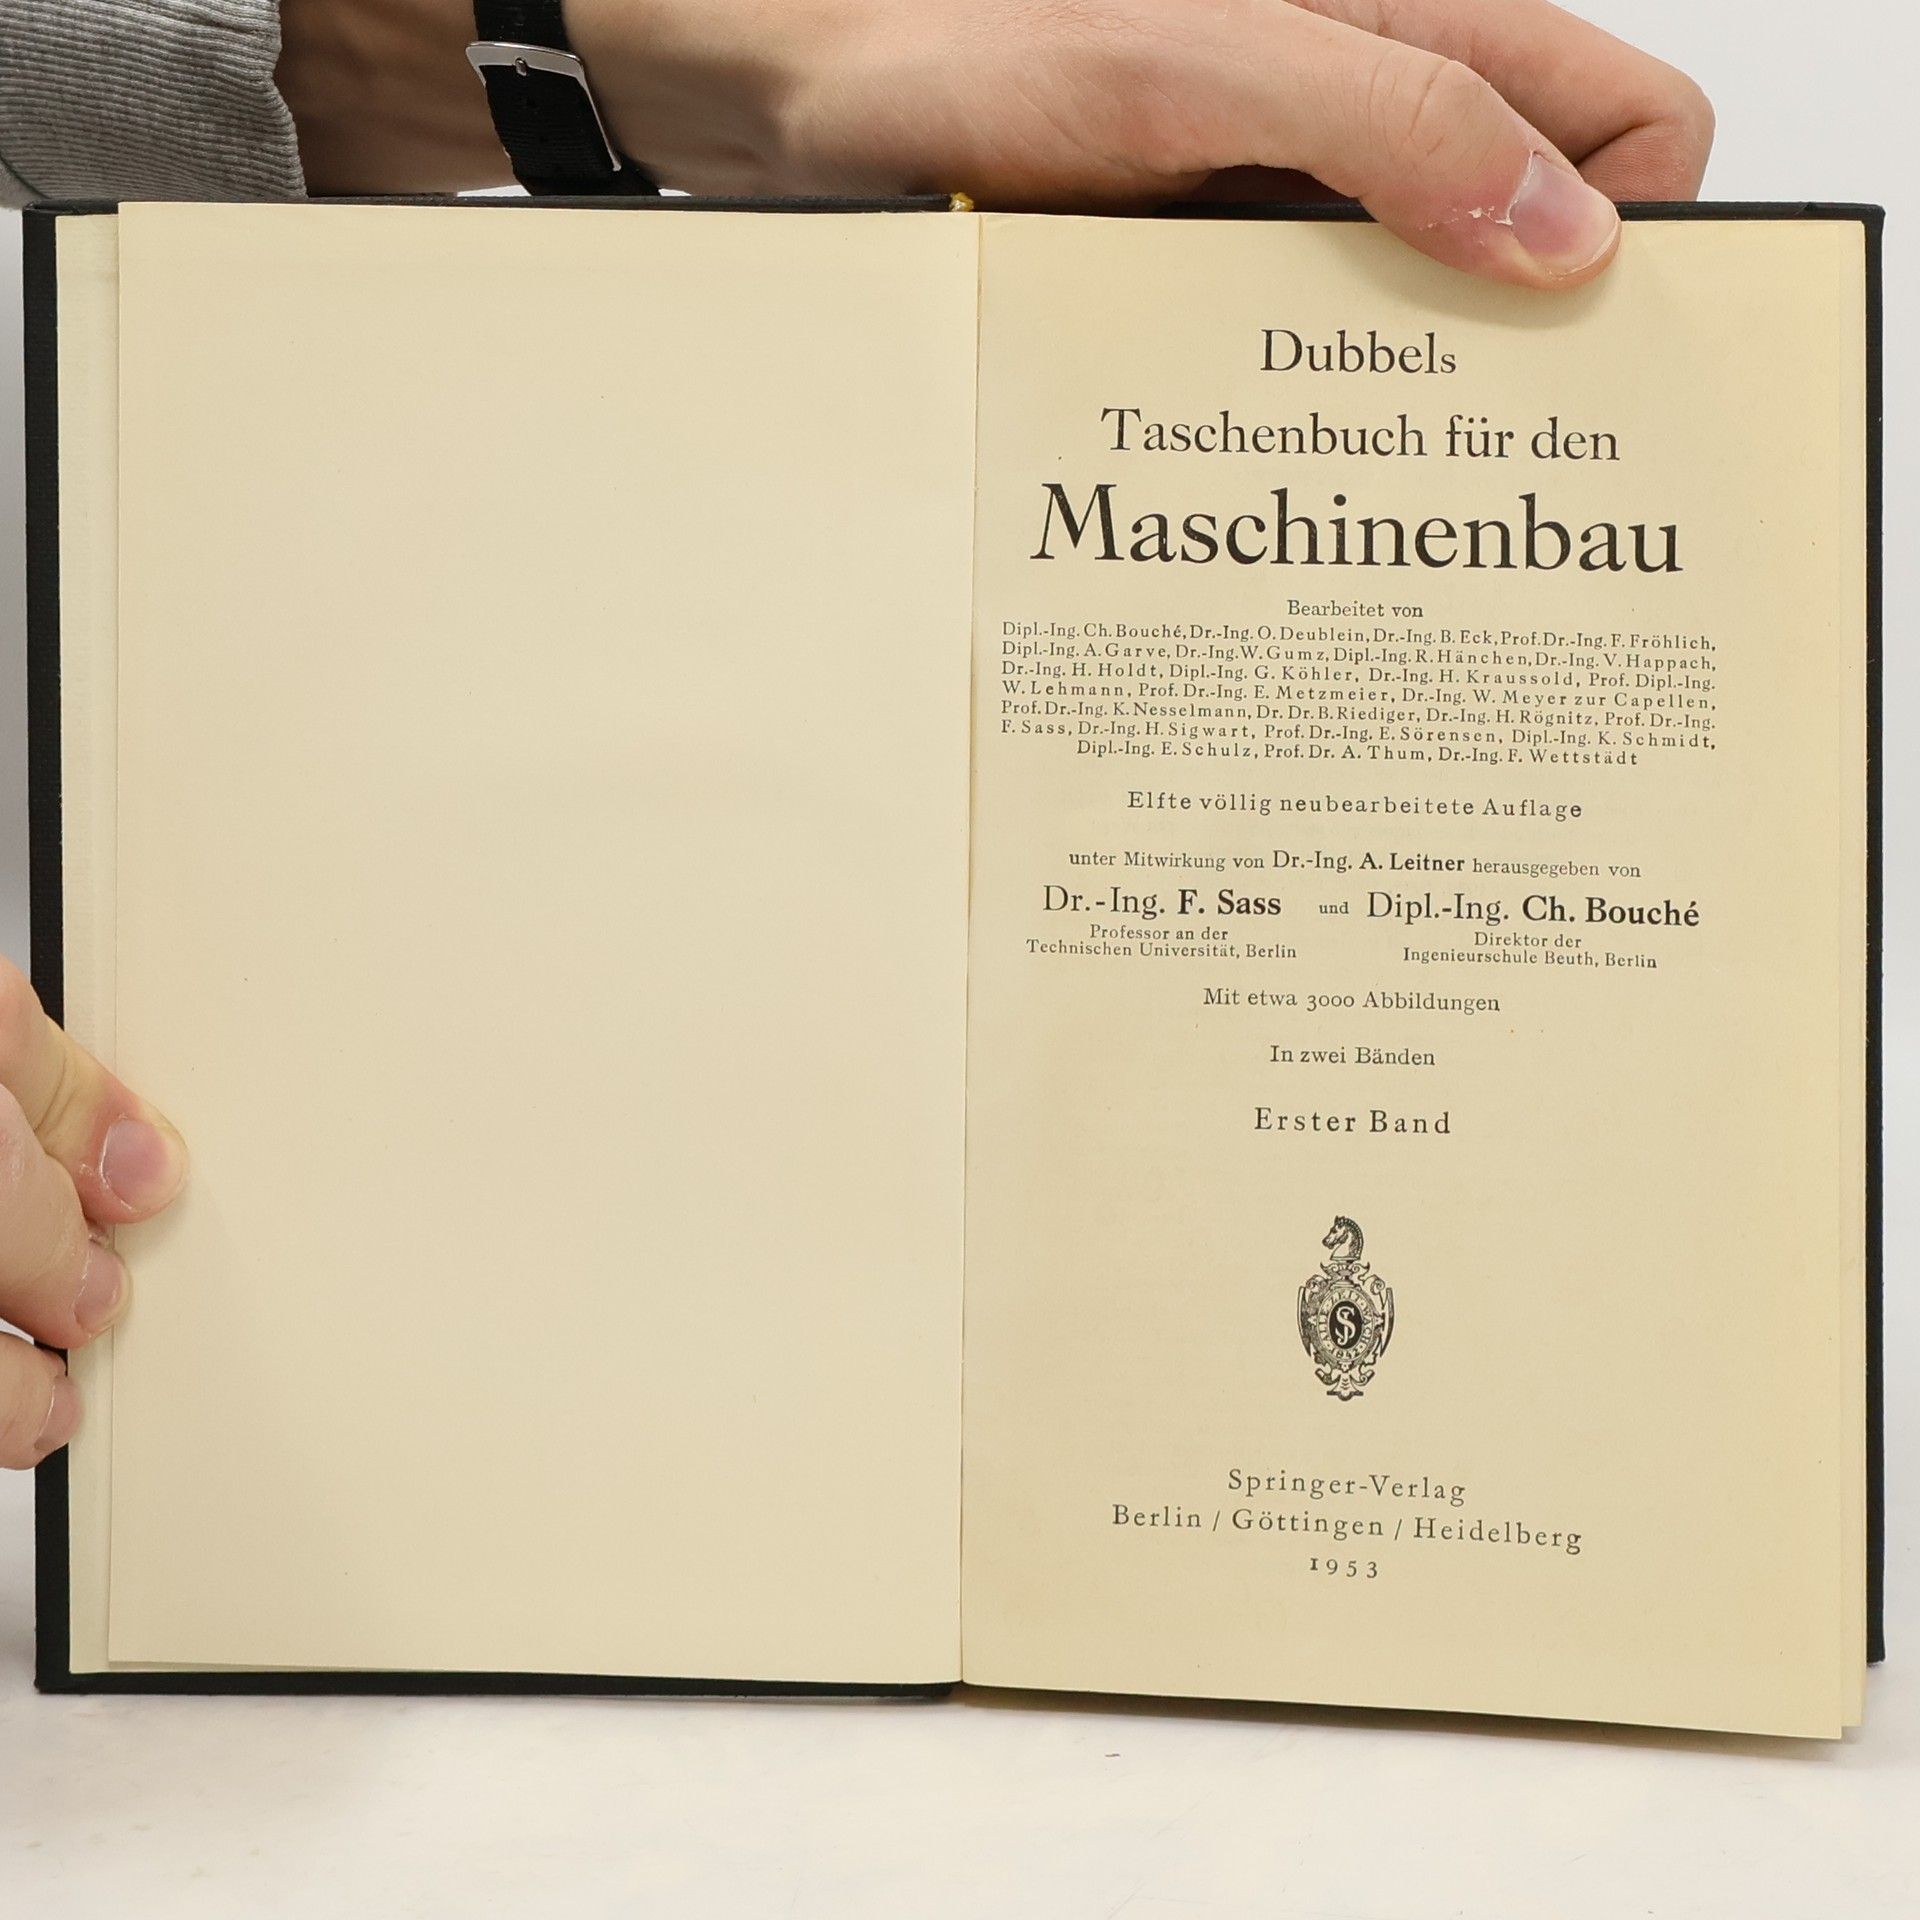 Dubbels
Taschenbuch für den
Maschinenbau
Bearbeitet von
Dipl.-Ing. Ch. Bouché, Dr.-Ing. O. Deublein, Dr.-Ing. B. Eck, Prof. Dr.-Ing. F. Fröhlich,
Dipl.-Ing. A. Garve, Dr.-Ing. W. Gumz, Dipl.-Ing. R. Hänchen, Dr.-Ing. V. Happach,
Dr.-Ing. H. Holdt, Dipl.-Ing. G. Köhler, Dr.-Ing. H. Kraussold, Prof. Dipl.-Ing.
W. Lehmann, Prof. Dr.-Ing. E. Metzmeier, Dr.-Ing. W. Meyer zur Capellen,
Prof. Dr.-Ing. K. Nesselmann, Dr. Dr. B. Riediger, Dr.-Ing. H. Rögnitz, Prof. Dr.-Ing.
F. Sass, Dr.-Ing. H. Sigwart, Prof. Dr.-Ing. E. Sörensen, Dipl.-Ing. K. Schmidt,
Dipl.-Ing. E. Schulz, Prof. Dr. A. Thum, Dr.-Ing. F. Wettstädt
Elfte völlig neubearbeitete Auflage
unter Mitwirkung von Dr.-Ing. A. Leitner herausgegeben von
Dr.-Ing. F. Sass und Dipl.-Ing. Ch. Bouché
Professor an der
Technischen Universität, Berlin
Direktor der
Ingenieurschule Beuth, Berlin
Mit etwa 3000 Abbildungen
In zwei Bänden
Erster Band
ALLE·ZEIT·WACH
JS
1842
Springer-Verlag
Berlin / Göttingen / Heidelberg
1953